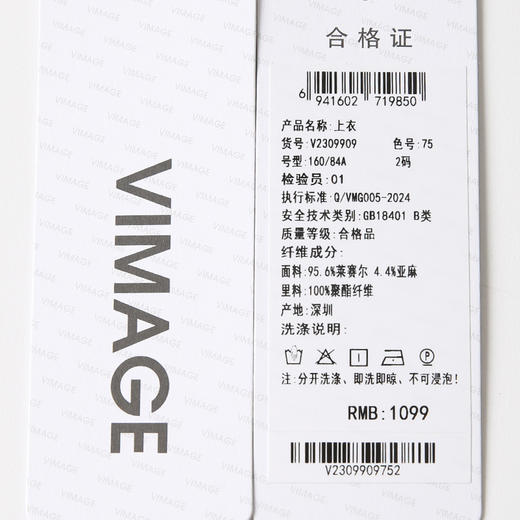 VIMAGE
合格证
6 941602 719850
产品名称:上衣
货号:V2309909 色号:75
号型:160/84A 2码
检验员:01
执行标准:Q/VMG005-2024
安全技术类别:GB18401 B类
质量等级:合格品
纤维成分:
面料:95.6%莱赛尔 4.4%亚麻
里料:100%聚酯纤维
产地:深圳
洗涤说明:
注:分开洗涤、即洗即晾、不可浸泡!
RMB:1099
V2309909752